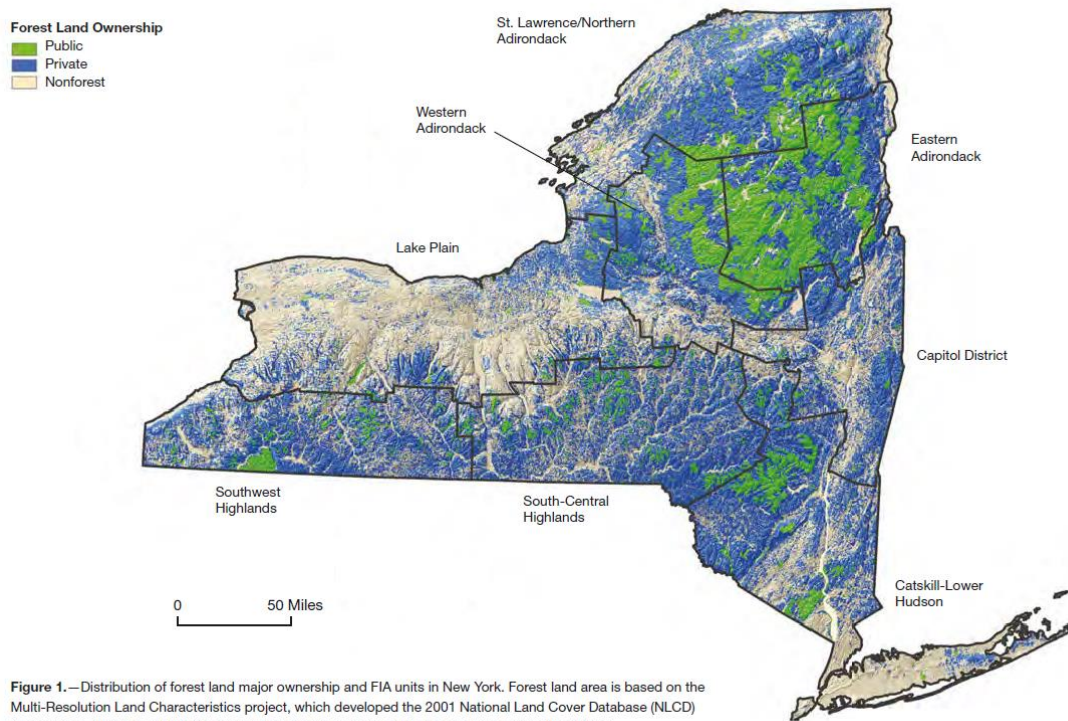 Forest Land Ownership
Public
Private
Nonforest
St. Lawrence/Northern
Adirondack
Western
Adirondack
Eastern
Adirondack
Lake Plain
Capitol District
Southwest
Highlands
South-Central
Highlands
Catskill-Lower
Hudson
0 50 Miles
Figure 1.—Distribution of forest land major ownership and FIA units in New York. Forest land area is based on the
Multi-Resolution Land Characteristics project, which developed the 2001 National Land Cover Database (NLCD)